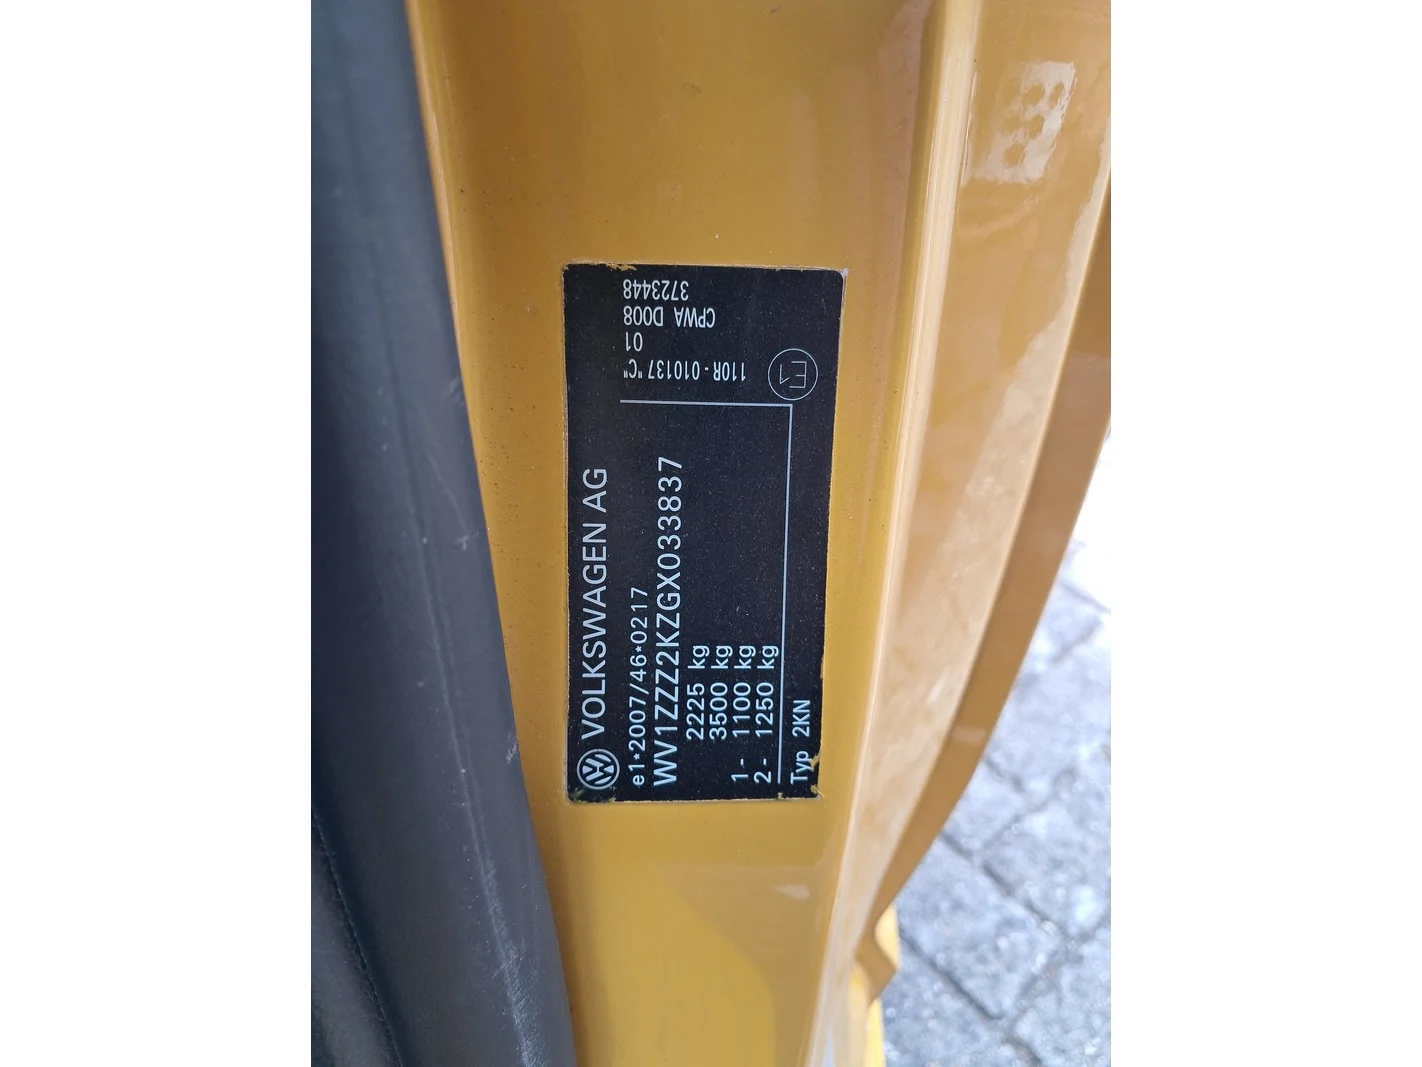 VOLKSWAGEN AG
e1*2007/46*0217
WV1ZZZ2KZGX033837
2225 kg
3500 kg
1- 1100 kg
2- 1250 kg
Typ 2KN
E1
110R-010137 "C"
01
CPWA D008
3723448